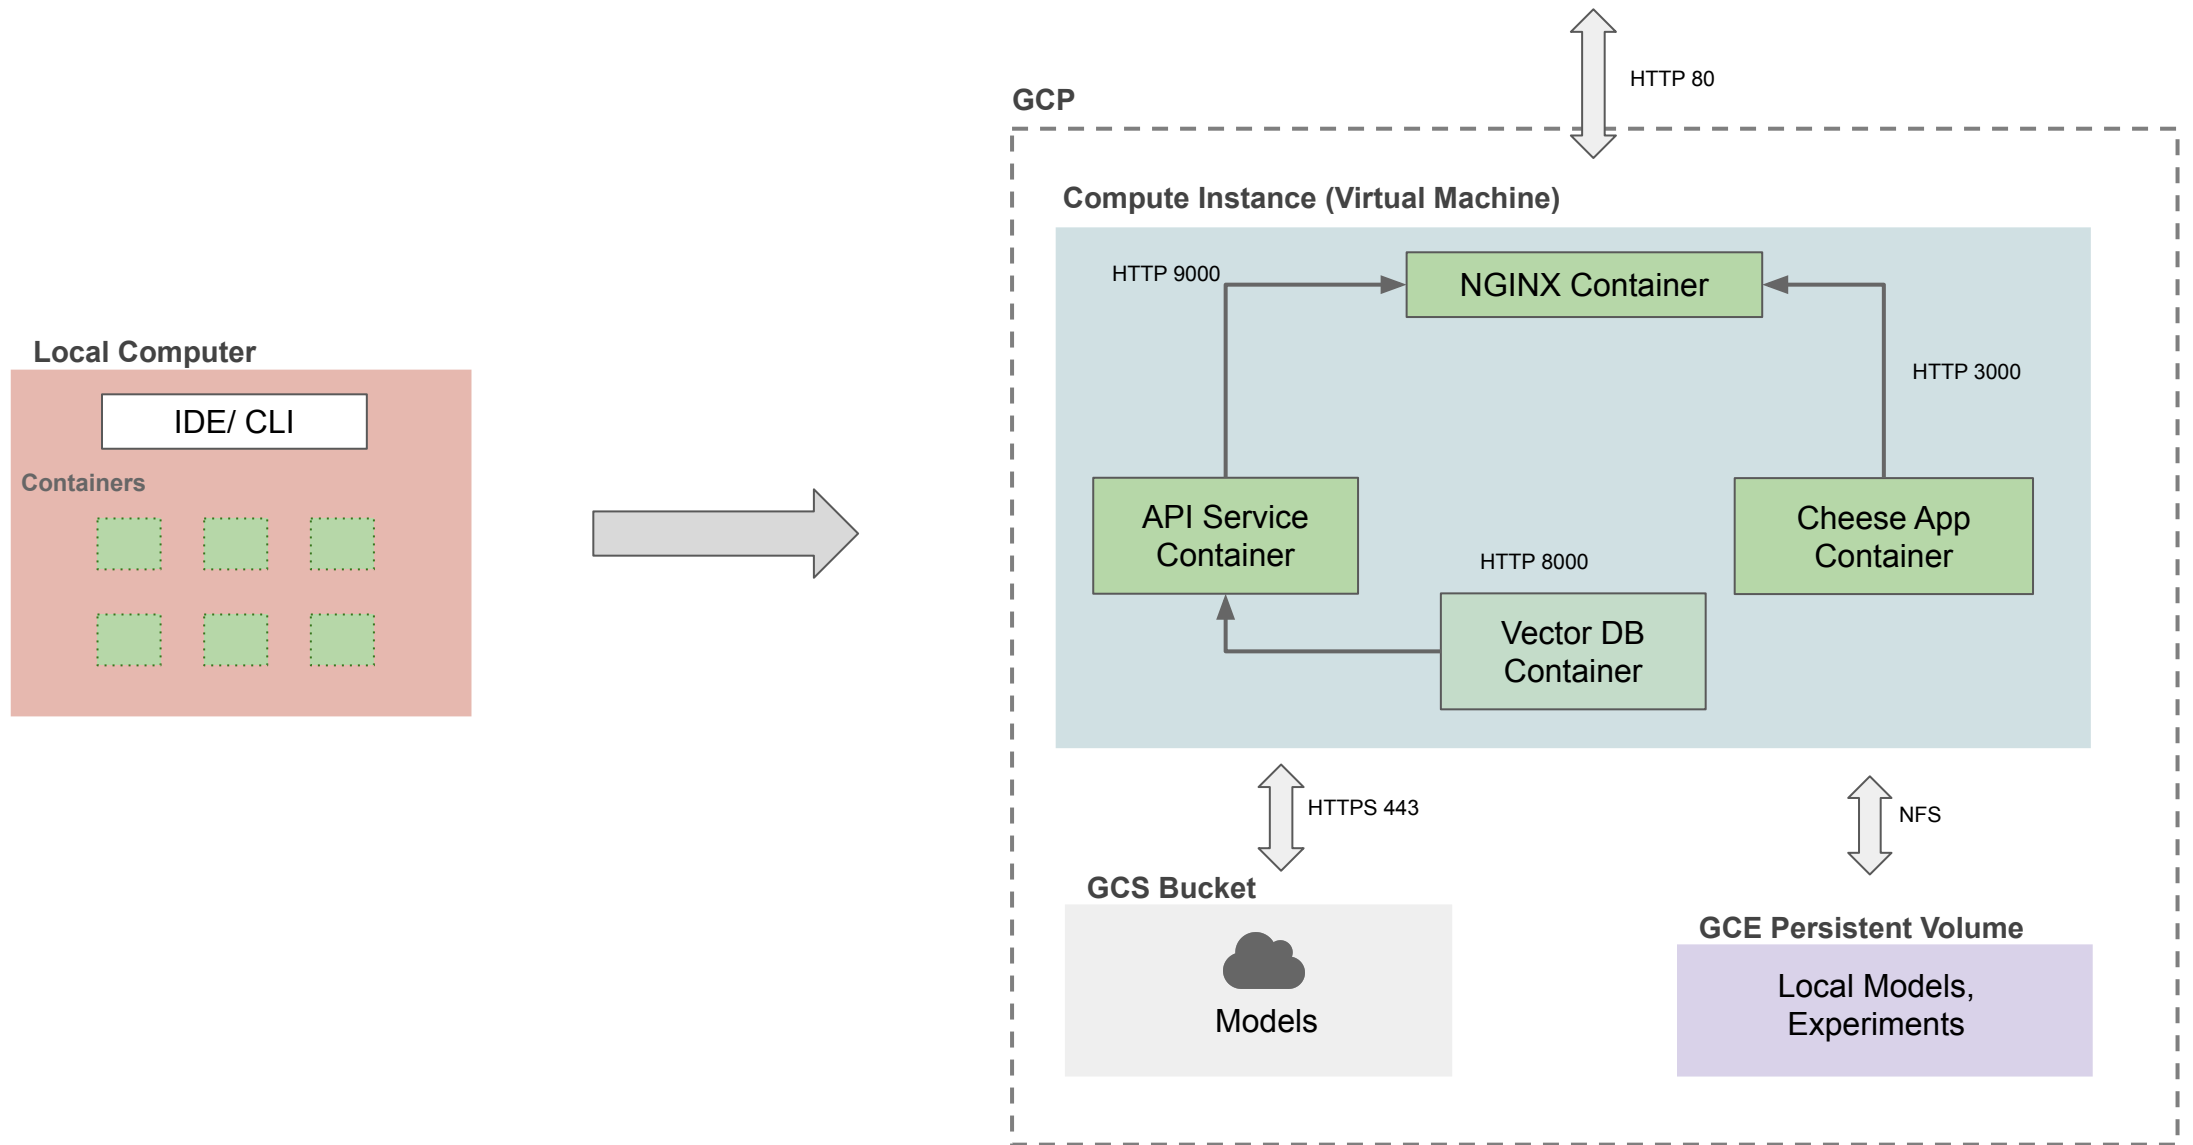 HTTP 80
GCP
Compute Instance (Virtual Machine)
HTTP 9000
NGINX Container
HTTP 3000
Local Computer
IDE/ CLI
Containers
API Service
Container
Cheese App
Container
HTTP 8000
Vector DB
Container
HTTPS 443
NFS
GCS Bucket
Models
GCE Persistent Volume
Local Models,
Experiments